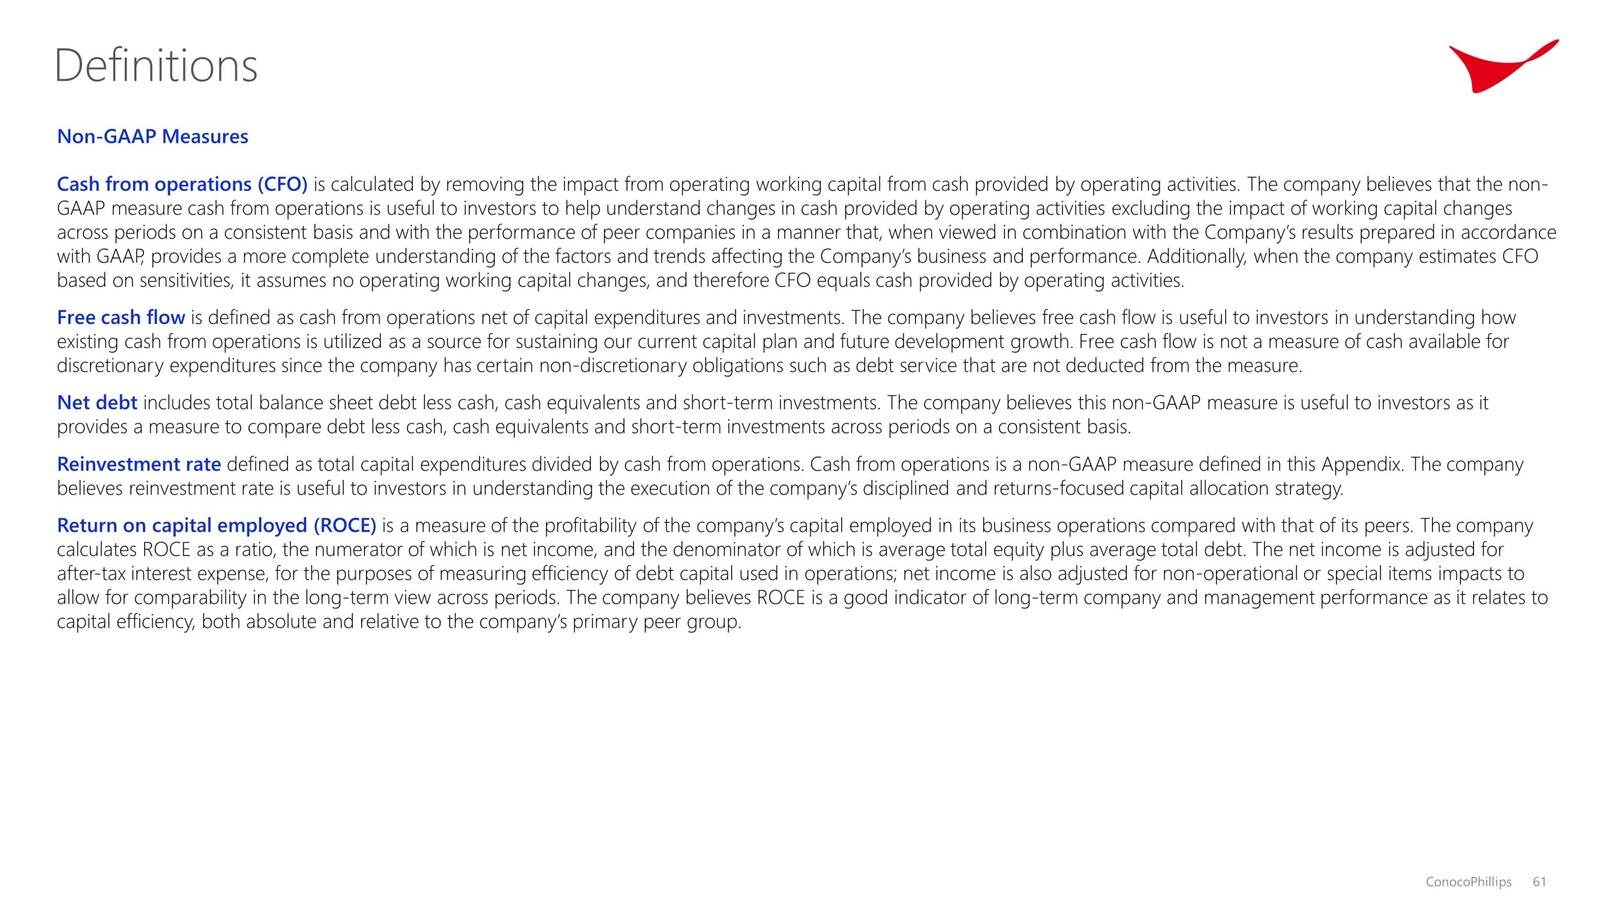 Definitions
Non-GAAP Measures
Cash from operations (CFO) is calculated by removing the impact from operating working capital from cash provided by operating activities. The company believes that the non-
GAAP measure cash from operations is useful to investors to help understand changes in cash provided by operating activities excluding the impact of working capital changes
across periods on a consistent basis and with the performance of peer companies in a manner that, when viewed in combination with the Company’s results prepared in accordance
with GAAP, provides a more complete understanding of the factors and trends affecting the Company’s business and performance. Additionally, when the company estimates CFO
based on sensitivities, it assumes no operating working capital changes, and therefore CFO equals cash provided by operating activities.
Free cash flow is defined as cash from operations net of capital expenditures and investments. The company believes free cash flow is useful to investors in understanding how
existing cash from operations is utilized as a source for sustaining our current capital plan and future development growth. Free cash flow is not a measure of cash available for
discretionary expenditures since the company has certain non-discretionary obligations such as debt service that are not deducted from the measure.
Net debt includes total balance sheet debt less cash, cash equivalents and short-term investments. The company believes this non-GAAP measure is useful to investors as it
provides a measure to compare debt less cash, cash equivalents and short-term investments across periods on a consistent basis.
Reinvestment rate defined as total capital expenditures divided by cash from operations. Cash from operations is a non-GAAP measure defined in this Appendix. The company
believes reinvestment rate is useful to investors in understanding the execution of the company’s disciplined and returns-focused capital allocation strategy.
Return on capital employed (ROCE) is a measure of the profitability of the company’s capital employed in its business operations compared with that of its peers. The company
calculates ROCE as a ratio, the numerator of which is net income, and the denominator of which is average total equity plus average total debt. The net income is adjusted for
after-tax interest expense, for the purposes of measuring efficiency of debt capital used in operations; net income is also adjusted for non-operational or special items impacts to
allow for comparability in the long-term view across periods. The company believes ROCE is a good indicator of long-term company and management performance as it relates to
capital efficiency, both absolute and relative to the company’s primary peer group.
ConocoPhillips 61